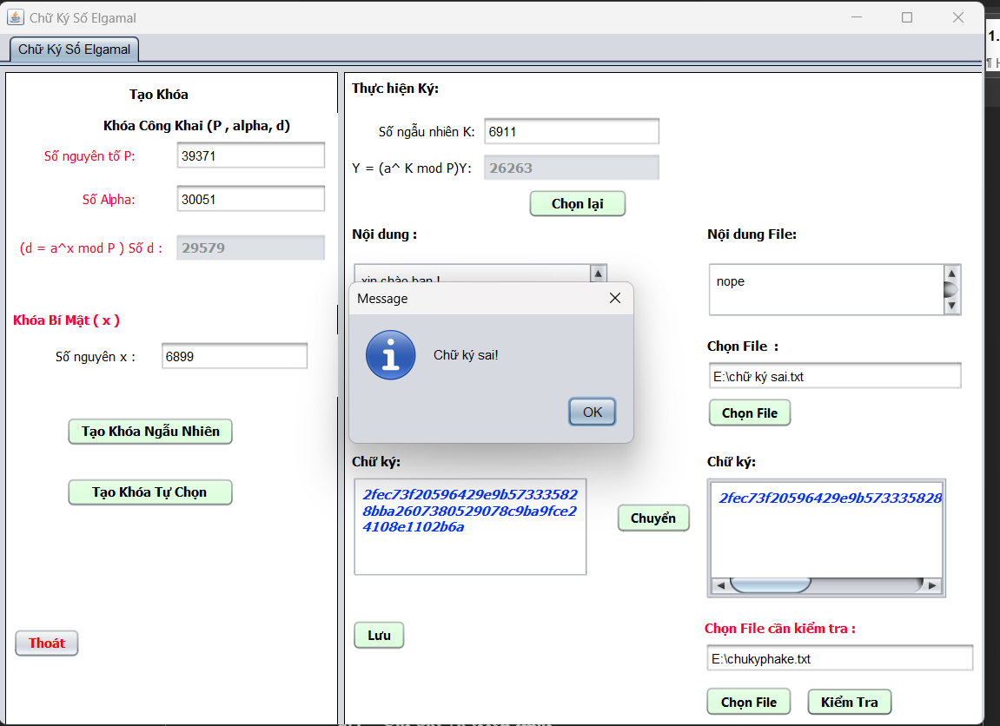 Chữ Ký Số Elgamal
Chữ Ký Số Elgamal
1.
¶ H
Tạo Khóa
Khóa Công Khai (P , alpha, d)
Số nguyên tố P:
39371
Số Alpha:
30051
(d = a^x mod P ) Số d :
29579
Khóa Bí Mật ( x )
Số nguyên x :
6899
Tạo Khóa Ngẫu Nhiên
Tạo Khóa Tự Chọn
Thoát
Thực hiện Ký:
Số ngẫu nhiên K:
6911
Y = (a^ K mod P)Y:
26263
Chọn lại
Nội dung :
xin chào bạn !
Message
Chữ ký sai!
OK
Chữ ký:
2fec73f20596429e9b57333582
8bba2607380529078c9ba9fce2
4108e1102b6a
Chuyển
Lưu
Nội dung File:
nope
Chọn File :
E:\chữ ký sai.txt
Chọn File
Chữ ký:
2fec73f20596429e9b573335828
Chọn File cần kiểm tra :
E:\chukyphake.txt
Chọn File
Kiểm Tra